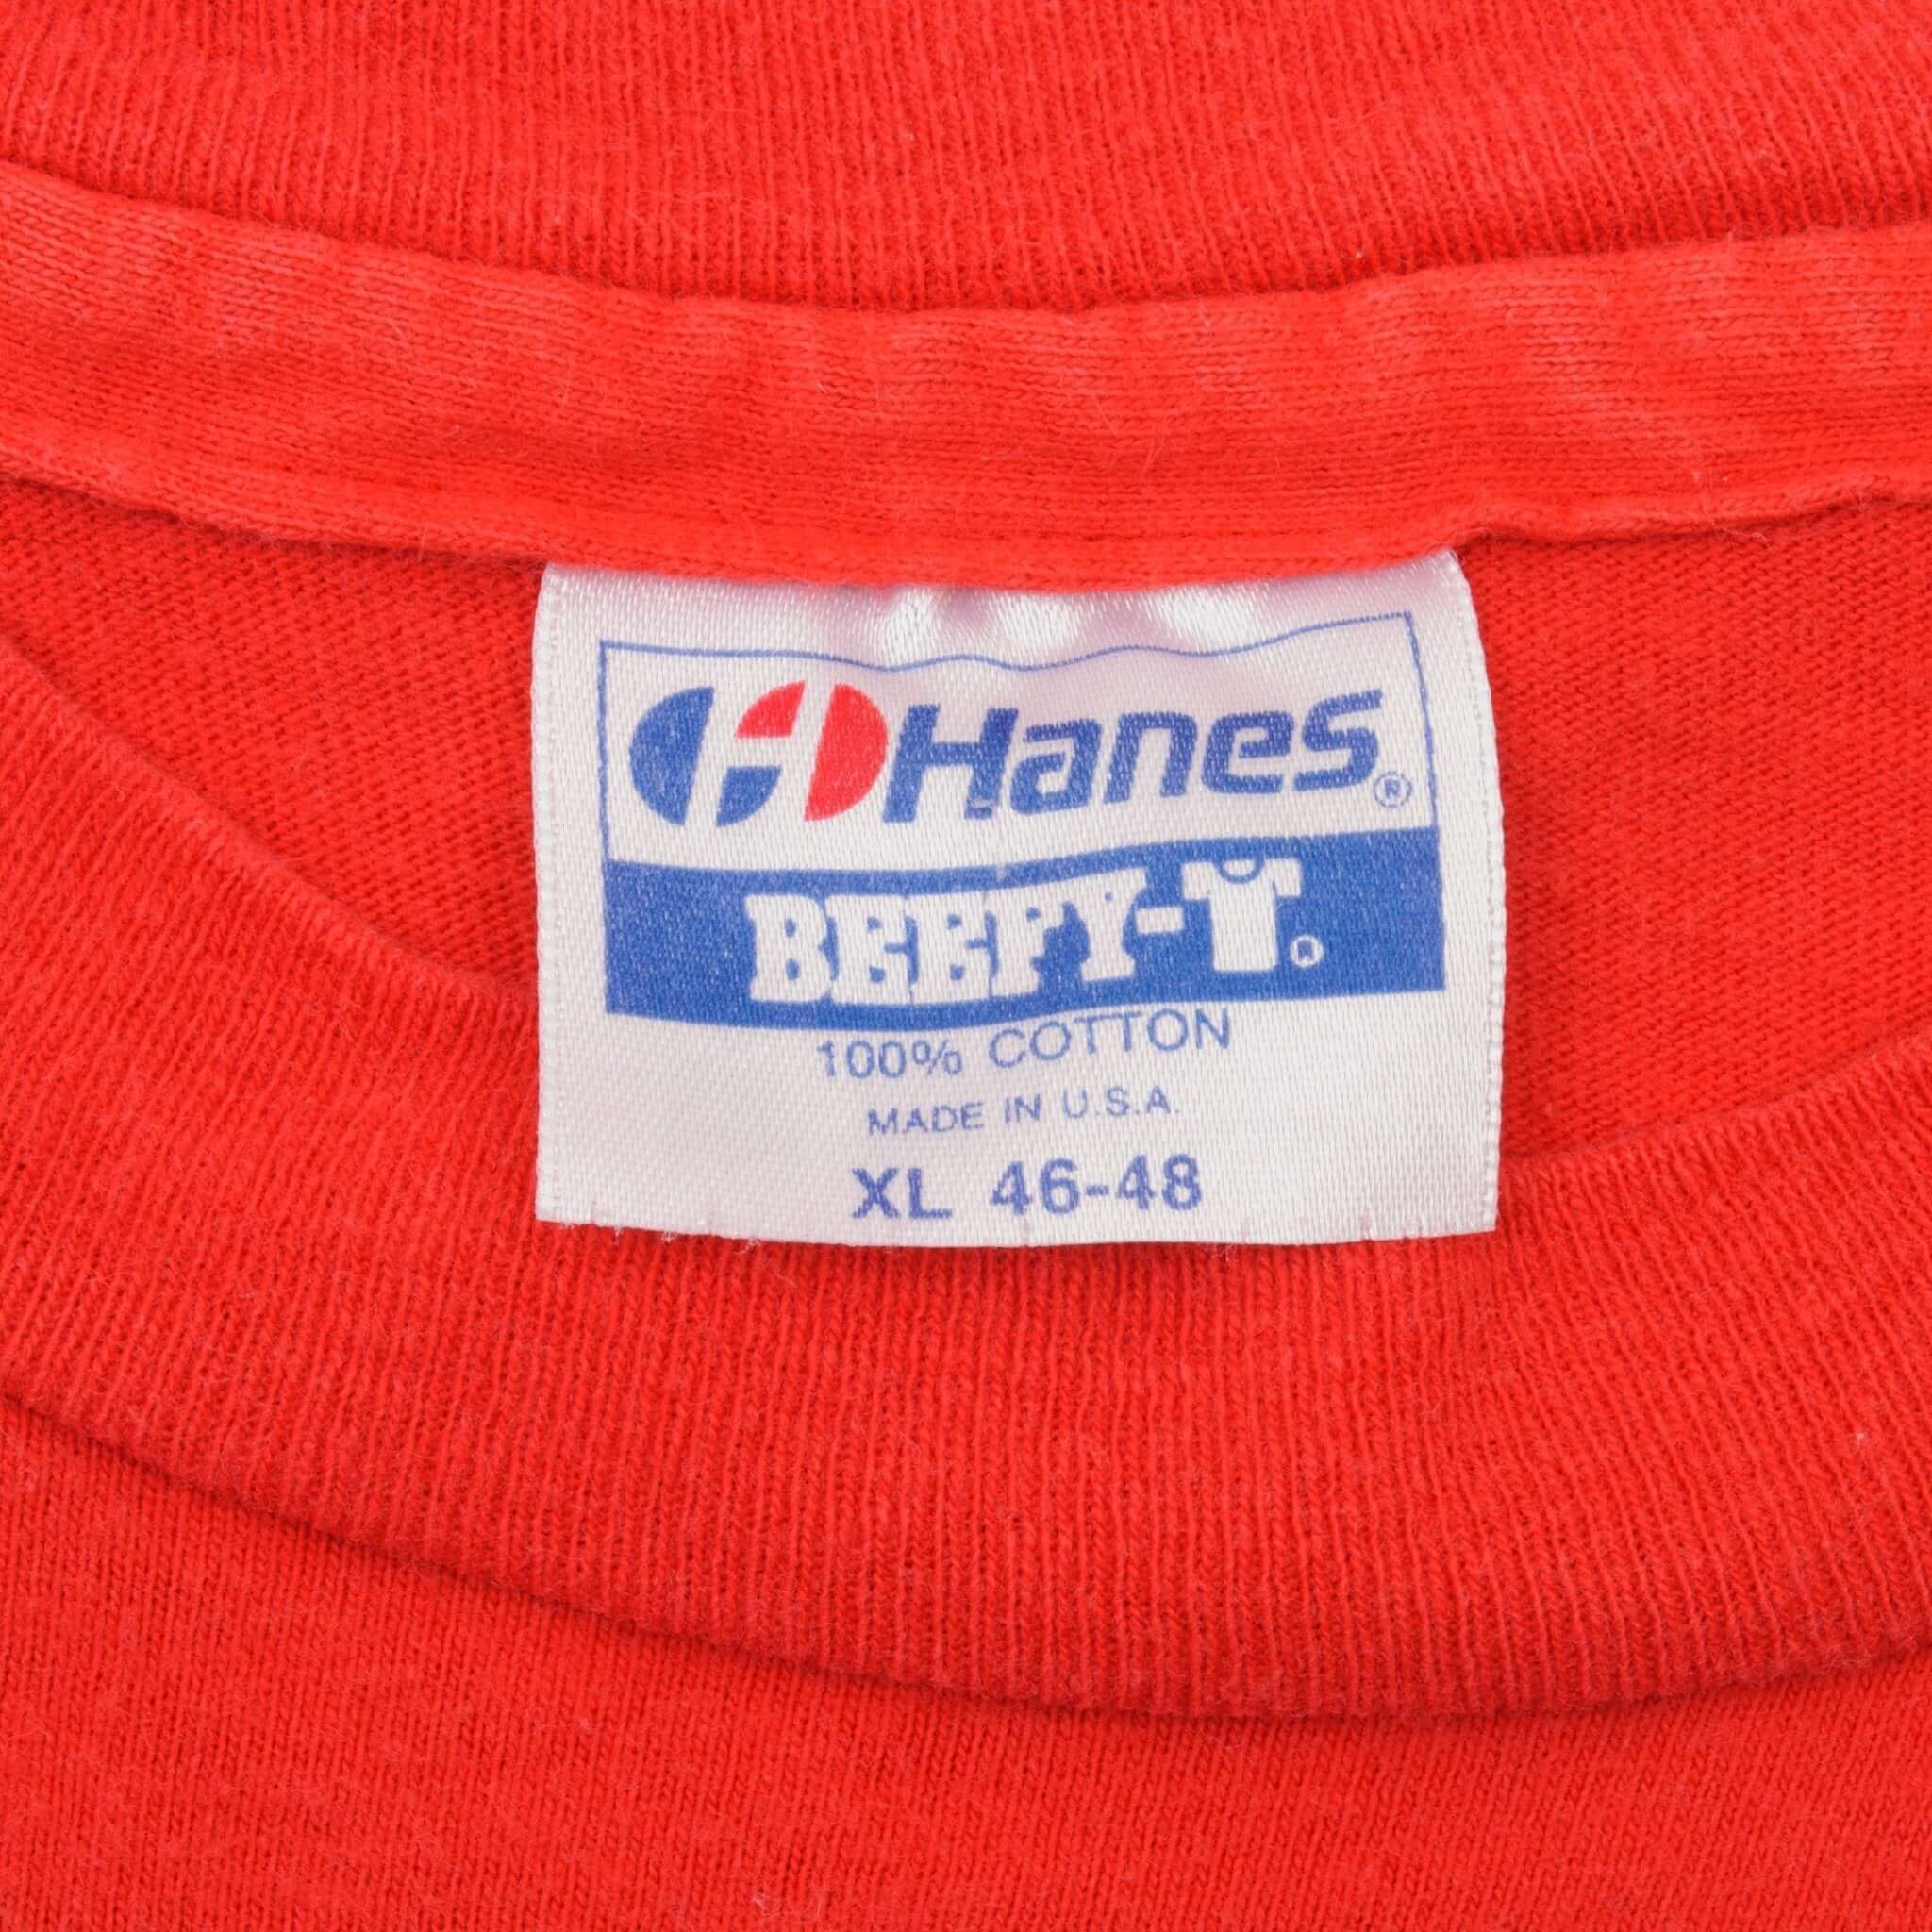 Hanes®
BEEFY-T®
100% COTTON
MADE IN U.S.A.
XL 46-48